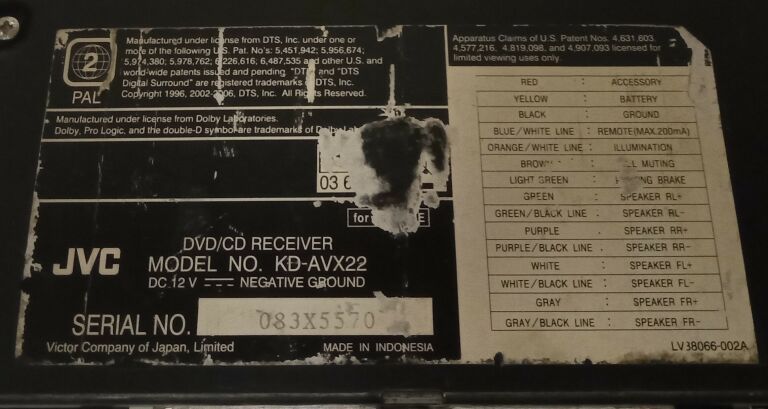 2
PAL
Manufactured under license from DTS, Inc. under one or
more of the following U.S. Pat. No's: 5,451,942; 5,956,674;
5,974,380; 5,978,762; 6,226,616; 6,487,535 and other U.S. and
world-wide patents issued and pending. "DTS" and "DTS
Digital Surround" are registered trademarks of DTS, Inc.
Copyright 1996, 2002-2006, DTS, Inc. All Rights Reserved.
Manufactured under license from Dolby Laboratories.
Dolby, Pro Logic, and the double-D symbol are trademarks of Dolby
03 6
for
JVC
DVD/CD RECEIVER
MODEL NO. KD-AVX22
DC 12 V NEGATIVE GROUND
SERIAL NO. 083X5570
Victor Company of Japan, Limited MADE IN INDONESIA
Apparatus Claims of U.S. Patent Nos. 4,631,603,
4,577,216, 4,819,098, and 4,907,093 licensed for
limited viewing uses only.
RED : ACCESSORY
YELLOW : BATTERY
BLACK : GROUND
BLUE/WHITE LINE : REMOTE(MAX.200mA)
ORANGE/WHITE LINE : ILLUMINATION
BROWN : MUTING
LIGHT GREEN : BRAKE
GREEN : SPEAKER RL+
GREEN/BLACK LINE : SPEAKER RL-
PURPLE : SPEAKER RR+
PURPLE/BLACK LINE : SPEAKER RR-
WHITE : SPEAKER FL+
WHITE/BLACK LINE : SPEAKER FL-
GRAY : SPEAKER FR+
GRAY/BLACK LINE : SPEAKER FR-
LV38066-002A